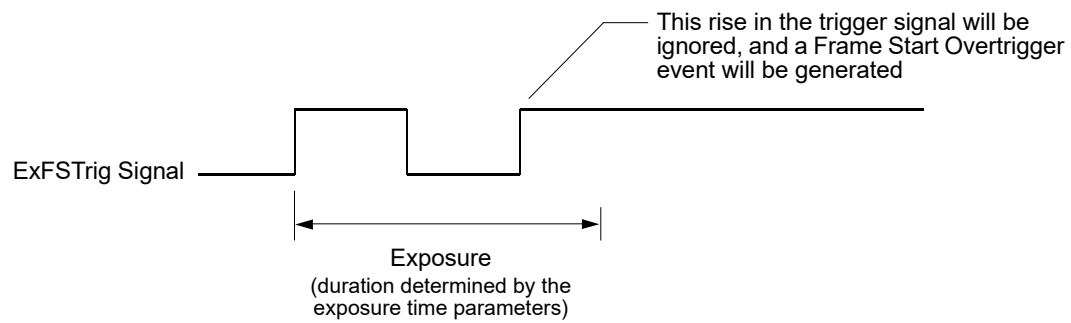 This rise in the trigger signal will be
ignored, and a Frame Start Overtrigger
event will be generated
ExFSTrig Signal
Exposure
(duration determined by the
exposure time parameters)